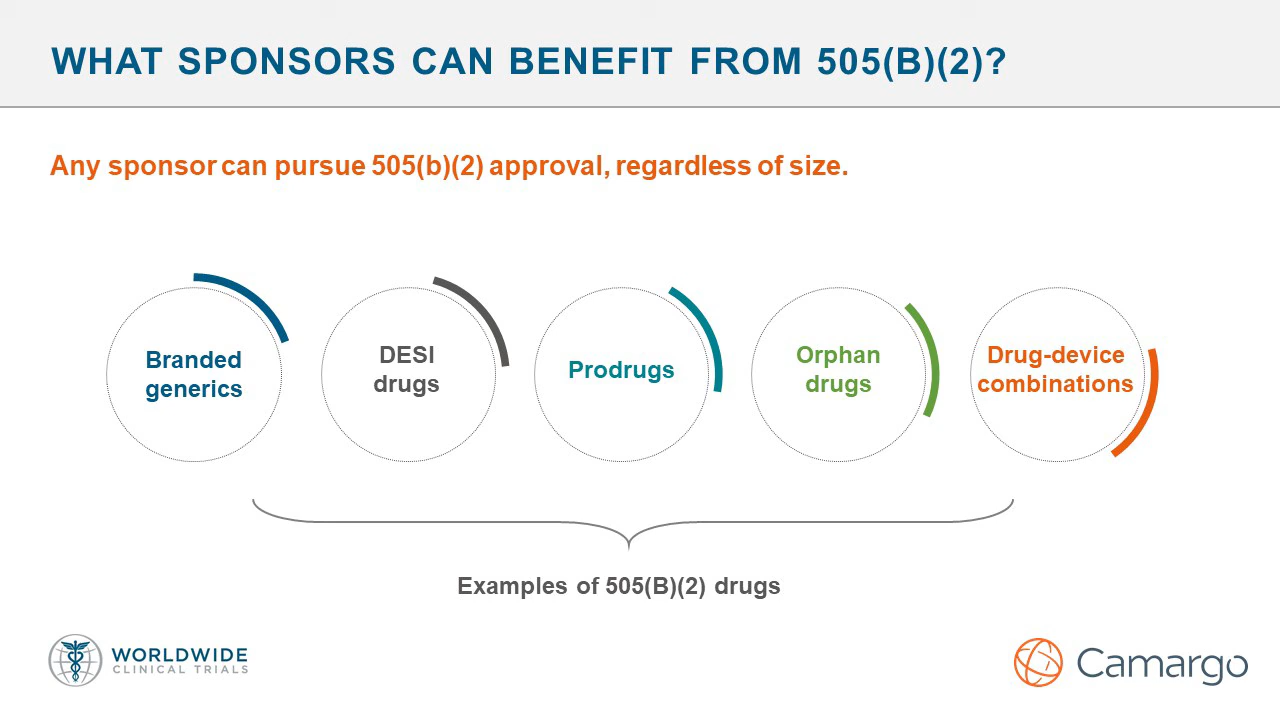 WHAT SPONSORS CAN BENEFIT FROM 505(B)(2)?
Any sponsor can pursue 505(b)(2) approval, regardless of size.
Branded
generics
DESI
drugs
Prodrugs
Orphan
drugs
Drug-device
combinations
Examples of 505(B)(2) drugs
WORLDWIDE
CLINICAL TRIALS
Camargo